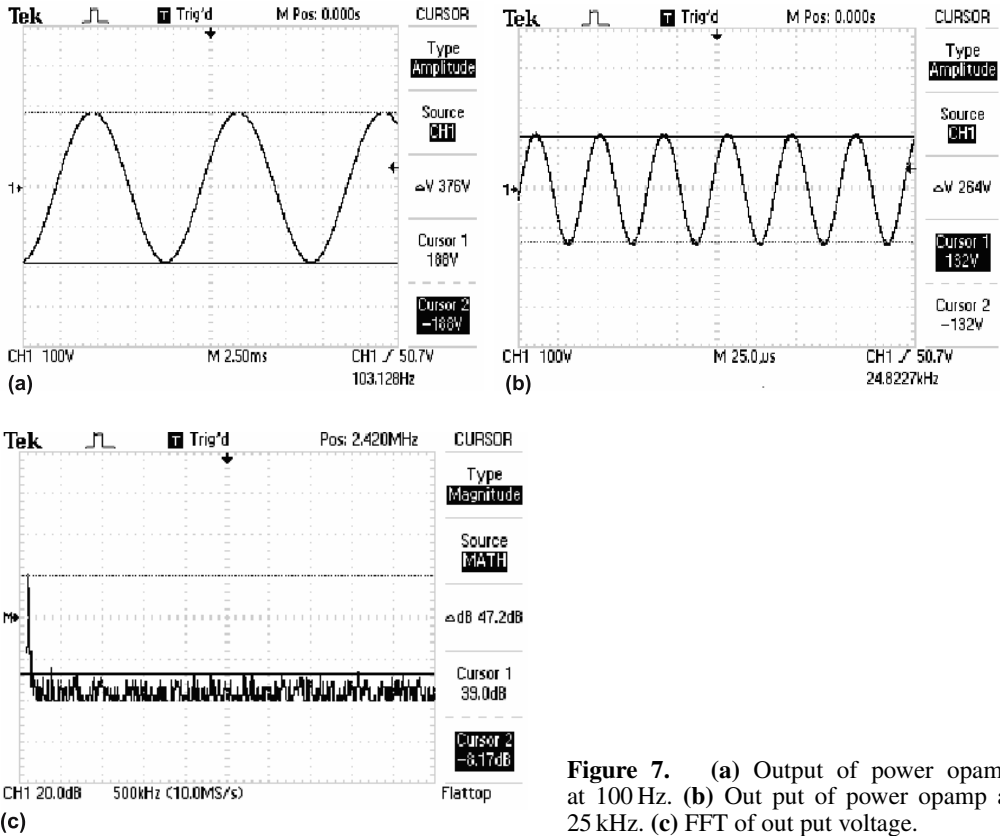 Tek Trig'd M Pos: 0.000s CURSOR
Type
Amplitude
Source
CH1
1
△V 376V
Cursor 1
188V
Cursor 2
-188V
CH1 100V M 2.50ms CH1 50.7V
103.128Hz
(a)
Tek Trig'd M Pos: 0.000s CURSOR
Type
Amplitude
Source
CH1
1
△V 264V
Cursor 1
132V
Cursor 2
-132V
CH1 100V M 25.0µs CH1 50.7V
24.8227kHz
(b)
Tek Trig'd Pos: 2.420MHz CURSOR
Type
Magnitude
Source
MATH
M
△dB 47.2dB
Cursor 1
39.0dB
Cursor 2
-8.17dB
CH1 20.0dB 500kHz (10.0MS/s) Flattop
(c)
Figure 7. (a) Output of power opamp
at 100 Hz. (b) Out put of power opamp a
25 kHz. (c) FFT of out put voltage.